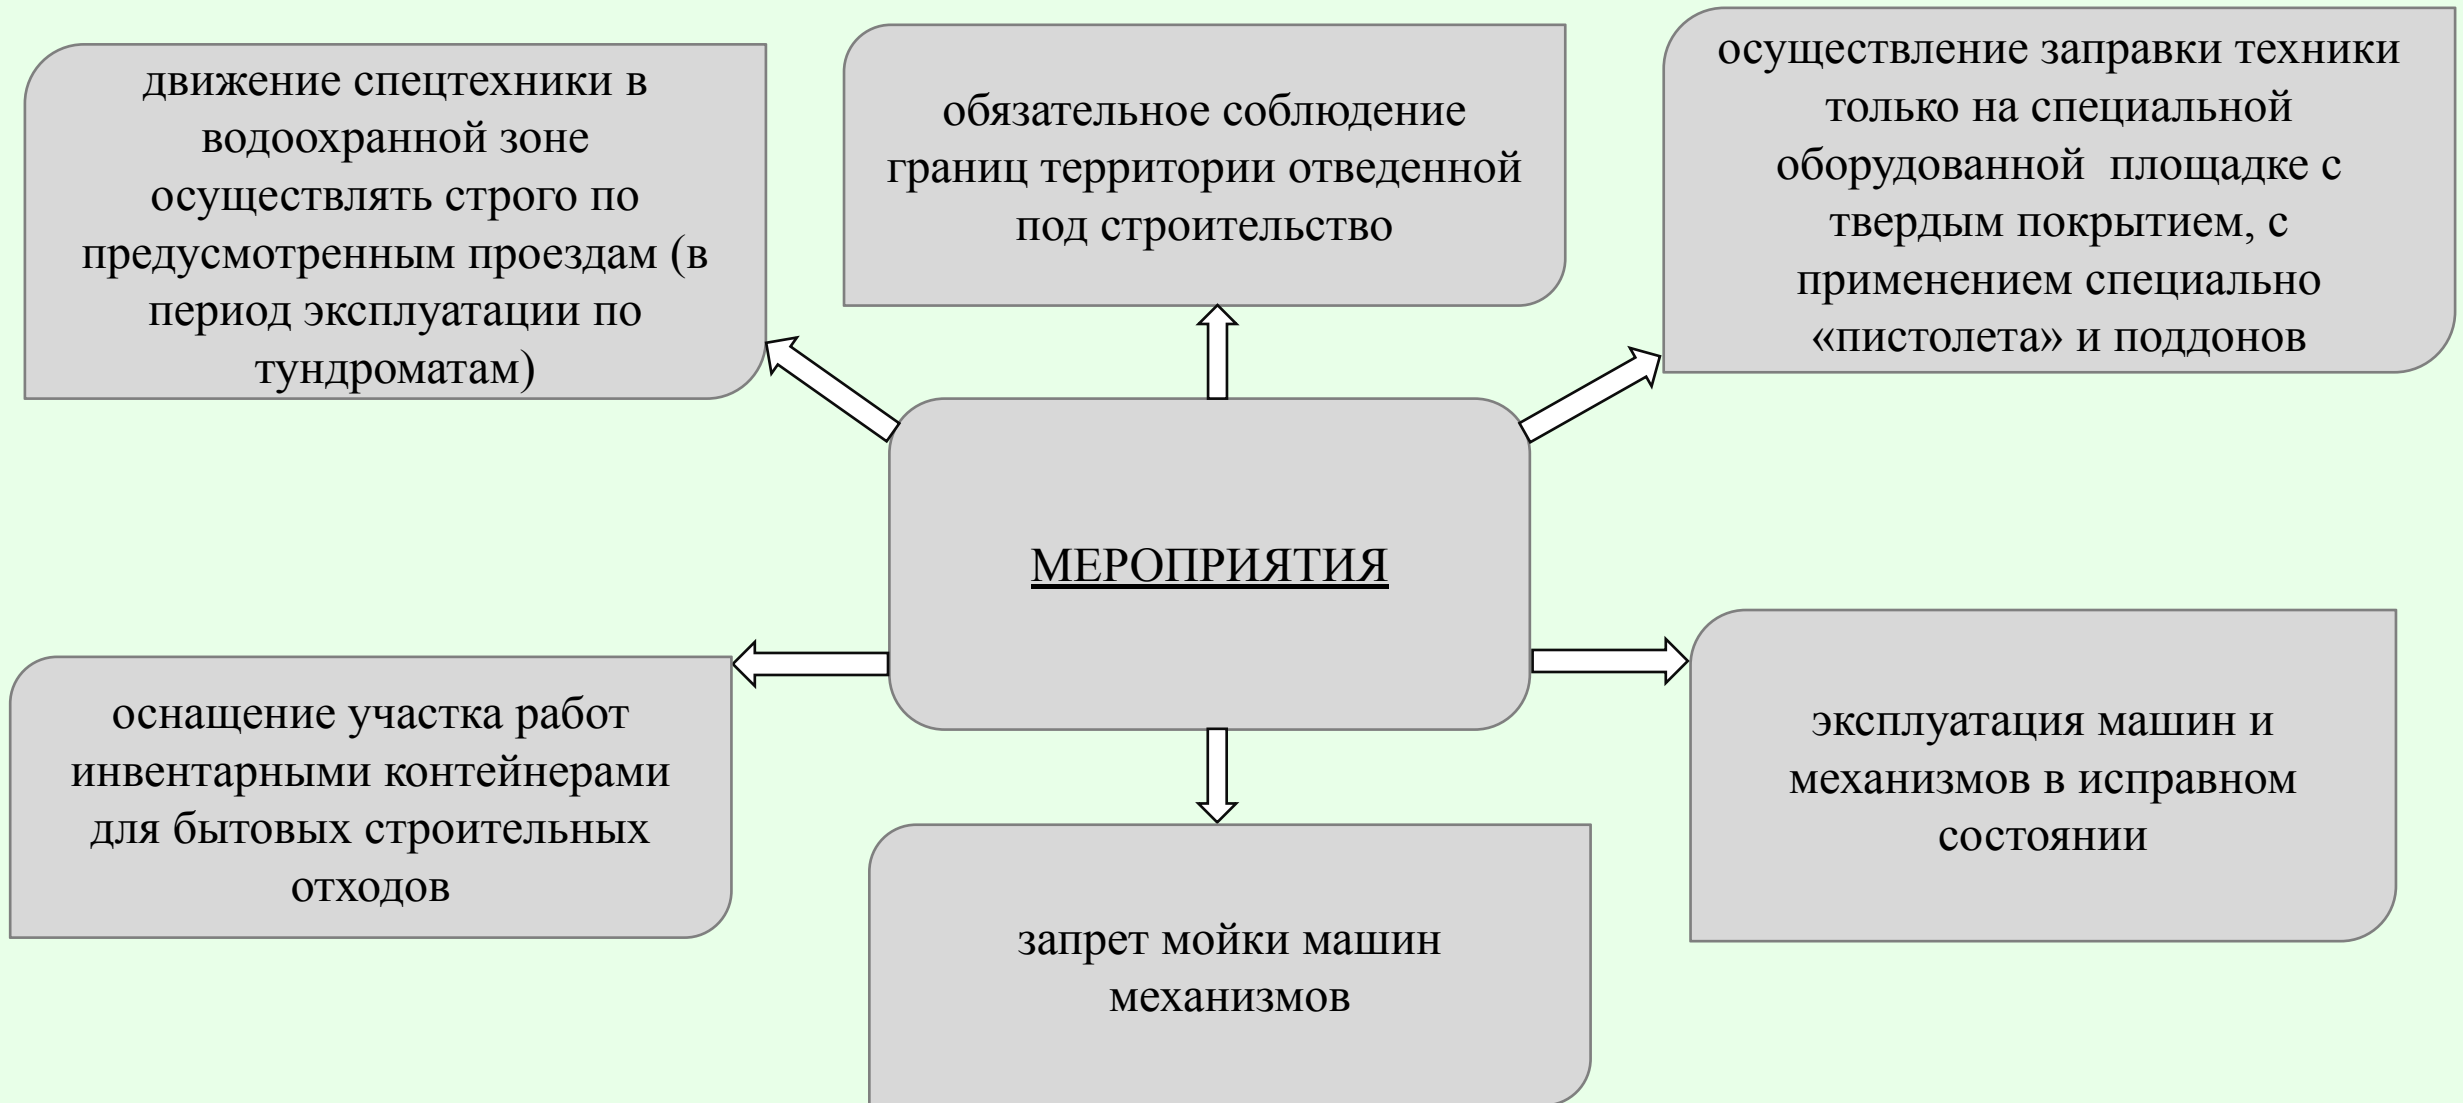 движение спецтехники в
водоохранной зоне
осуществлять строго по
предусмотренным проездам (в
период эксплуатации по
тундроматам)
обязательное соблюдение
границ территории отведенной
под строительство
осуществление заправки техники
только на специальной
оборудованной площадке с
твердым покрытием, с
применением специально
«пистолета» и поддонов
МЕРОПРИЯТИЯ
оснащение участка работ
инвентарными контейнерами
для бытовых строительных
отходов
запрет мойки машин
механизмов
эксплуатация машин и
механизмов в исправном
состоянии